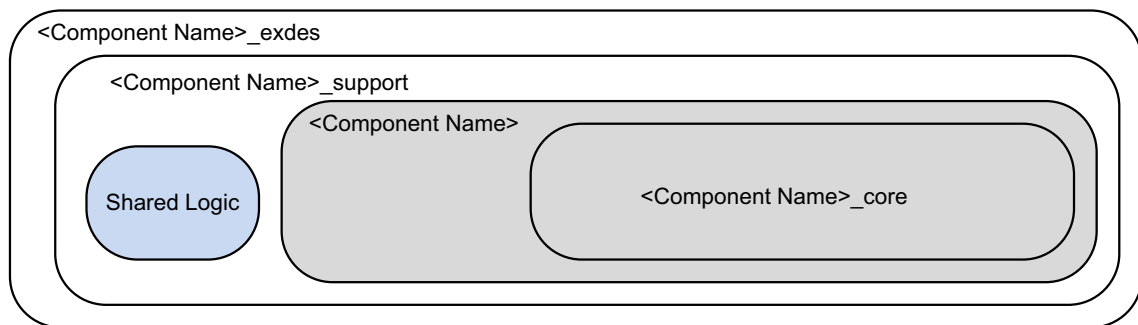 <Component Name>_exdes
<Component Name>_support
<Component Name>
Shared Logic
<Component Name>_core